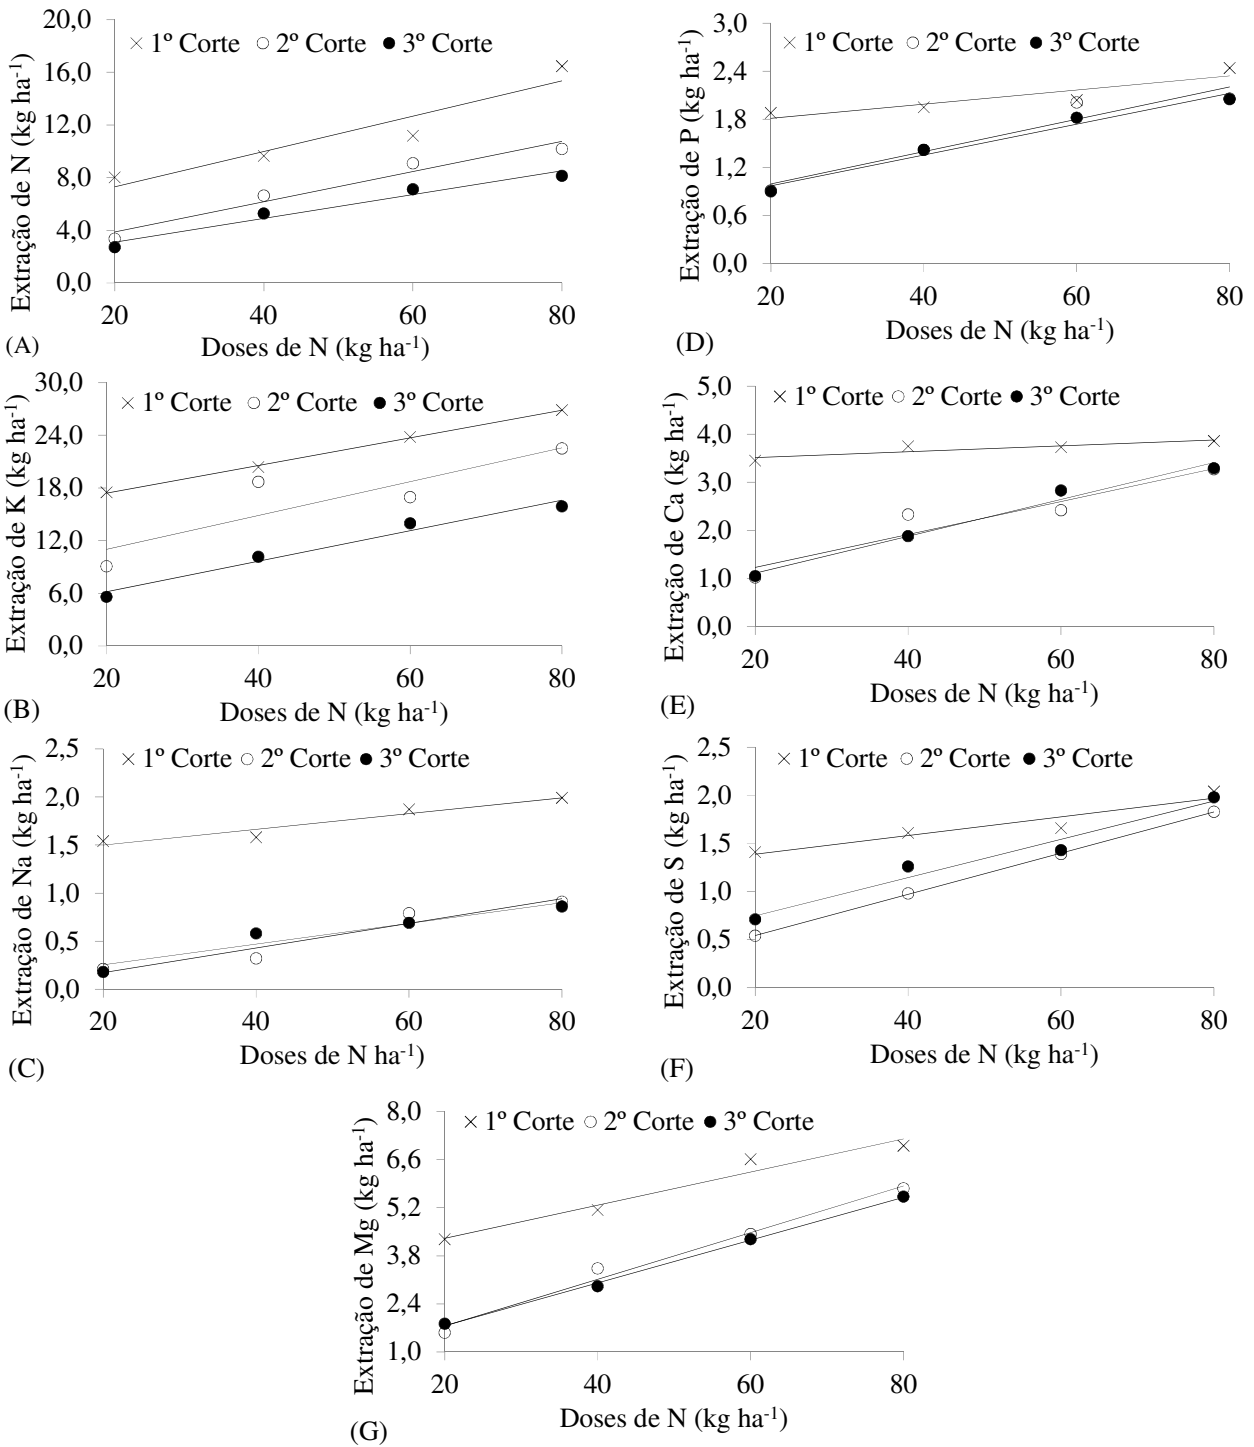 Extração de N (kg ha-1)
20,0
16,0
12,0
8,0
4,0
0,0
1º Corte 2º Corte 3º Corte
20 40 60 80
Doses de N (kg ha-1)
(A)
Extração de P (kg ha-1)
3,0
2,4
1,8
1,2
0,6
0,0
1º Corte 2º Corte 3º Corte
20 40 60 80
Doses de N (kg ha-1)
(D)
Extração de K (kg ha-1)
30,0
24,0
18,0
12,0
6,0
0,0
1º Corte 2º Corte 3º Corte
20 40 60 80
Doses de N (kg ha-1)
(B)
Extração de Ca (kg ha-1)
5,0
4,0
3,0
2,0
1,0
0,0
1º Corte 2º Corte 3º Corte
20 40 60 80
Doses de N (kg ha-1)
(E)
Extração de Na (kg ha-1)
2,5
2,0
1,5
1,0
0,5
0,0
1º Corte 2º Corte 3º Corte
20 40 60 80
Doses de N ha-1)
(C)
Extração de S (kg ha-1)
2,5
2,0
1,5
1,0
0,5
0,0
1º Corte 2º Corte 3º Corte
20 40 60 80
Doses de N (kg ha-1)
(F)
Extração de Mg (kg ha-1)
8,0
6,6
5,2
3,8
2,4
1,0
1º Corte 2º Corte 3º Corte
20 40 60 80
Doses de N (kg ha-1)
(G)